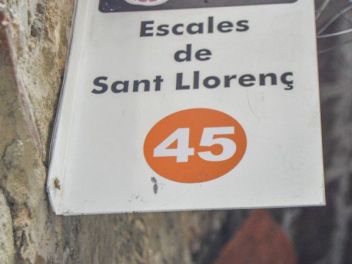 Escales
de
Sant Llorenç
45